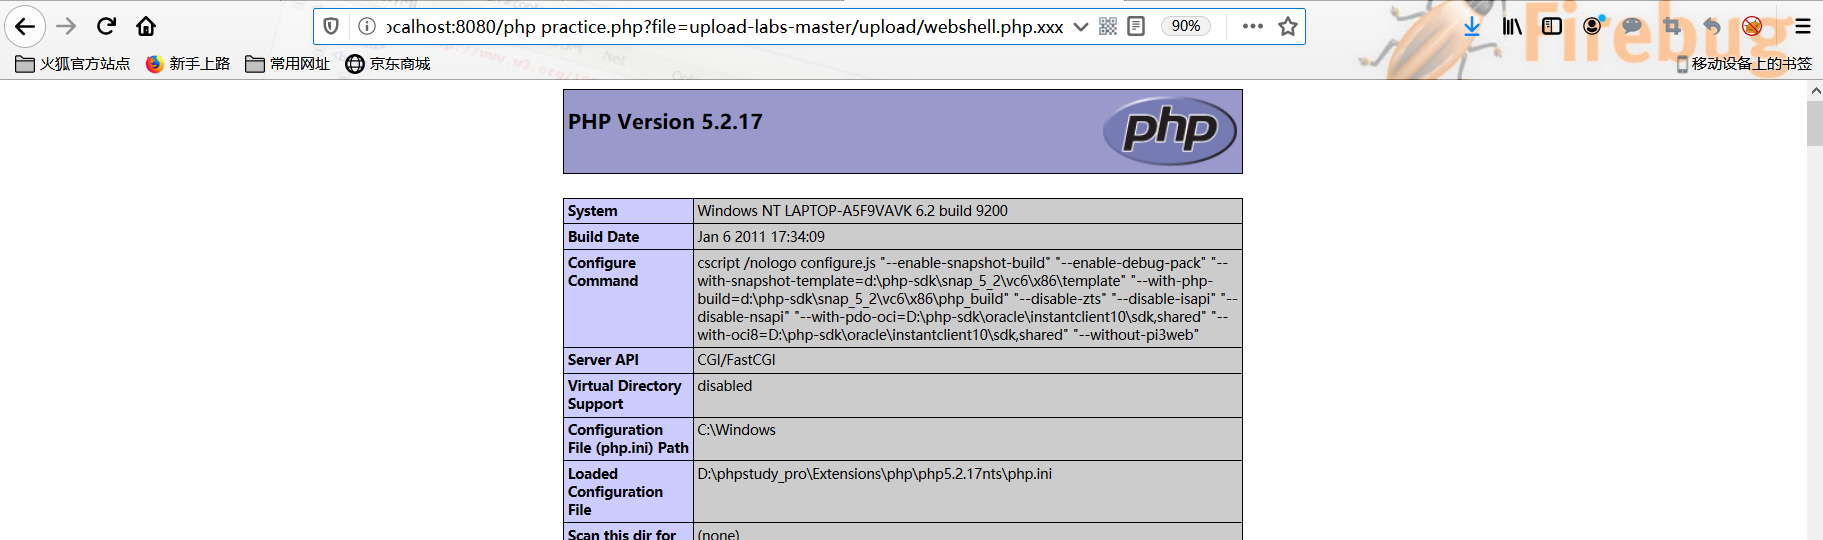 ocalhost:8080/php practice.php?file=upload-labs-master/upload/webshell.php.xxx
90%
Firebug
火狐官方站点
新手上路
常用网址
京东商城
移动设备上的书签
PHP Version 5.2.17
php
System
Windows NT LAPTOP-A5F9VAVK 6.2 build 9200
Build Date
Jan 6 2011 17:34:09
Configure
Command
cscript /nologo configure.js "--enable-snapshot-build" "--enable-debug-pack" "--
with-snapshot-template=d:\php-sdk\snap_5_2\vc6\x86\template" "--with-php-
build=d:\php-sdk\snap_5_2\vc6\x86\php_build" "--disable-zts" "--disable-isapi" "--
disable-nsapi" "--with-pdo-oci=D:\php-sdk\oracle\instantclient10\sdk,shared" "--
with-oci8=D:\php-sdk\oracle\instantclient10\sdk,shared" "--without-pi3web"
Server API
CGI/FastCGI
Virtual Directory
Support
disabled
Configuration
File (php.ini) Path
C:\Windows
Loaded
Configuration
File
D:\phpstudy_pro\Extensions\php\php5.2.17nts\php.ini
Scan this dir for
(none)